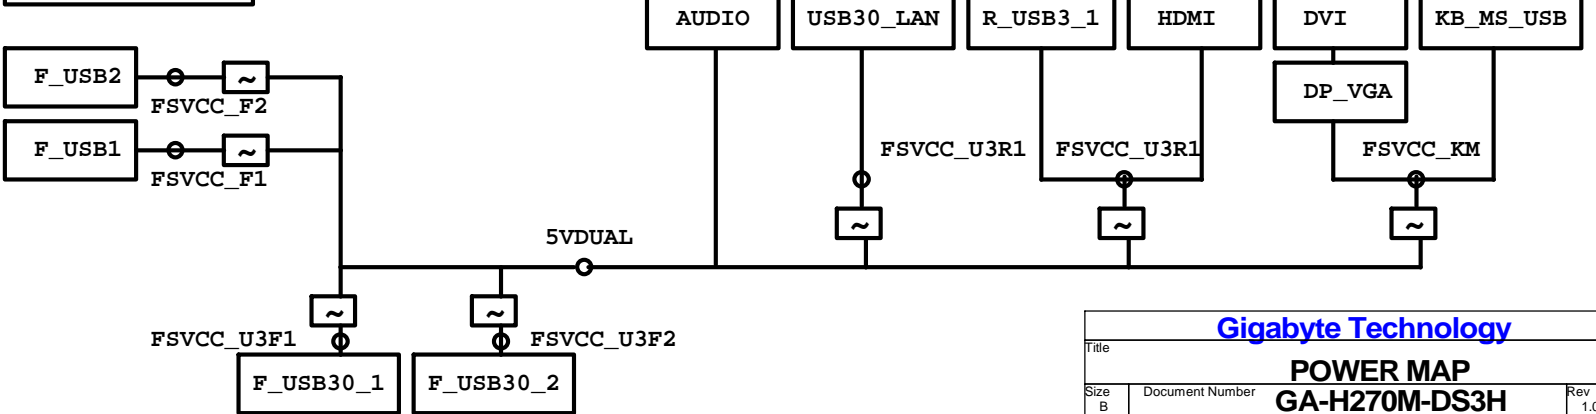 AUDIO USB30_LAN R_USB3_1 HDMI DVI KB_MS_USB
F_USB2 ~
FSVCC_F2
DP_VGA
F_USB1 ~
FSVCC_F1
FSVCC_U3R1 FSVCC_U3R1 FSVCC_KM
~ ~ ~
5VDUAL
~ ~
FSVCC_U3F1 FSVCC_U3F2
F_USB30_1 F_USB30_2
Gigabyte Technology
Title
POWER MAP
Size Document Number Rev
B GA-H270M-DS3H